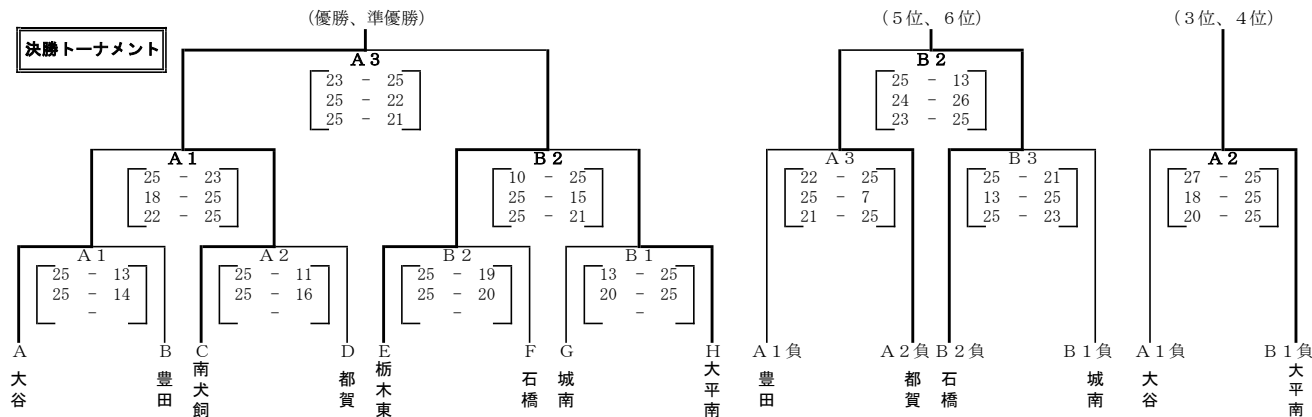 (優勝、準優勝) (5位、6位) (3位、4位)
決勝トーナメント
A3 B2
23 - 25 25 - 13
25 - 22 24 - 26
25 - 21 23 - 25
A1 B2 A3 B3 A2
25 - 23 10 - 25 22 - 25 25 - 21 27 - 25
18 - 25 25 - 15 25 - 7 13 - 25 18 - 25
22 - 25 25 - 21 21 - 25 25 - 23 20 - 25
A1 A2 B2 B1
25 - 13 25 - 11 25 - 19 13 - 25
25 - 14 25 - 16 25 - 20 20 - 25
- - - -
A B C D E F G H A1負 A2負 B2負 B1負 A1負 B1負
大谷 豊田 南犬飼 都賀 栃木東 石橋 城南 大平南 豊田 都賀 石橋 城南 大谷 大平南